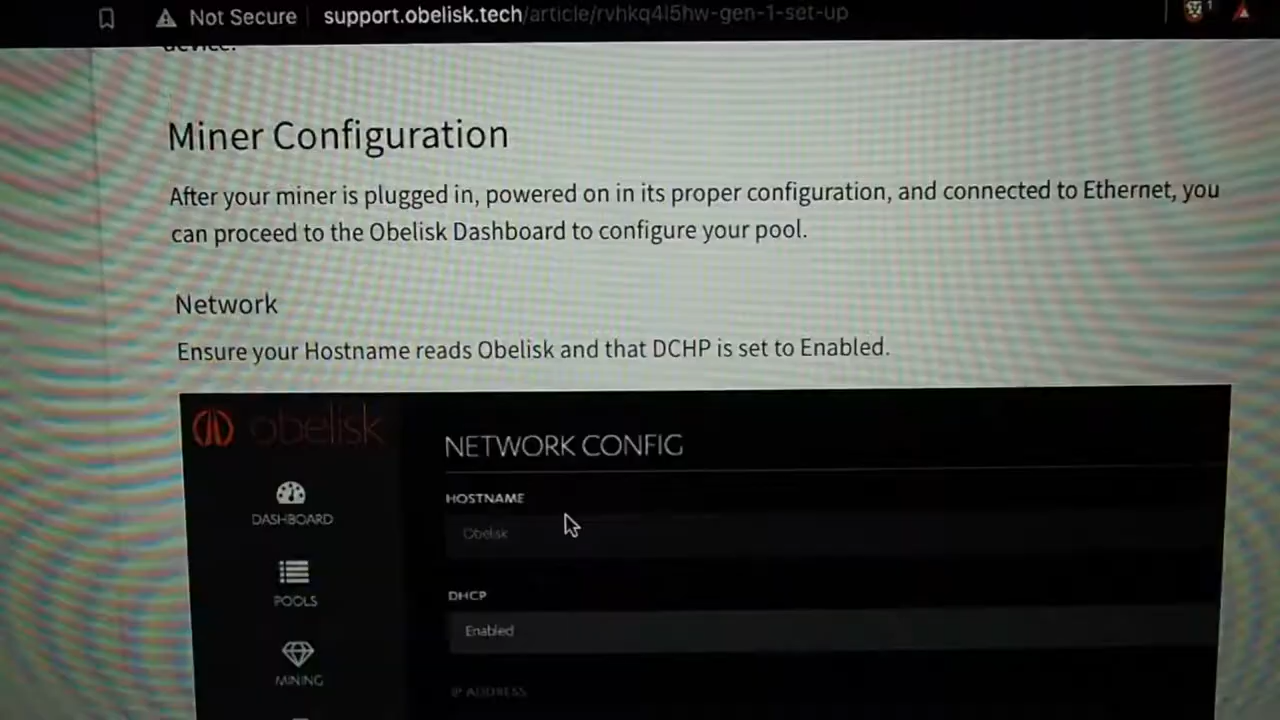 Not Secure support.obelisk.tech/article/rvhkq4l5hw-gen-1-set-up
device.
Miner Configuration
After your miner is plugged in, powered on in its proper configuration, and connected to Ethernet, you
can proceed to the Obelisk Dashboard to configure your pool.
Network
Ensure your Hostname reads Obelisk and that DCHP is set to Enabled.
obelisk
NETWORK CONFIG
HOSTNAME
Obelisk
DASHBOARD
DHCP
POOLS
Enabled
MINING
IP ADDRESS